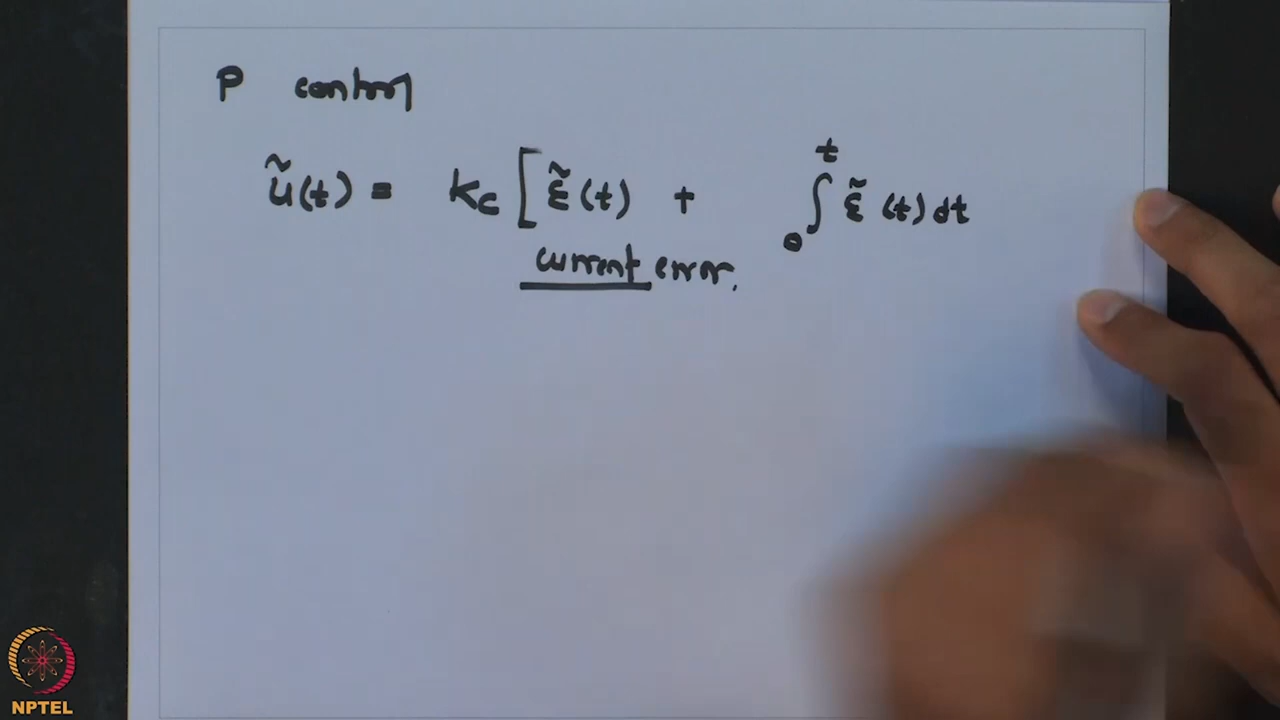 P control
ũ(t) = kc [ ε̃(t) + ∫₀ᵗ ε̃(t) dt
current error.
NPTEL